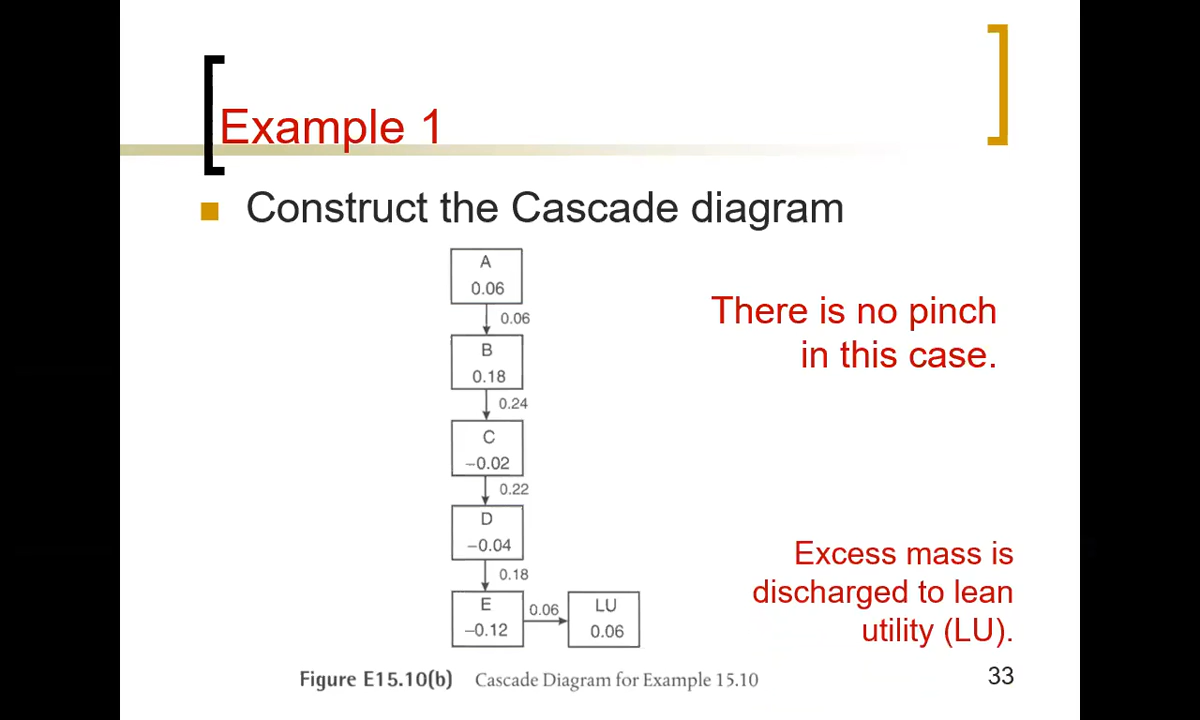 Example 1
Construct the Cascade diagram
A
0.06
0.06
B
0.18
0.24
C
−0.02
0.22
D
−0.04
0.18
E
−0.12
0.06
LU
0.06
There is no pinch
in this case.
Excess mass is
discharged to lean
utility (LU).
Figure E15.10(b) Cascade Diagram for Example 15.10
33